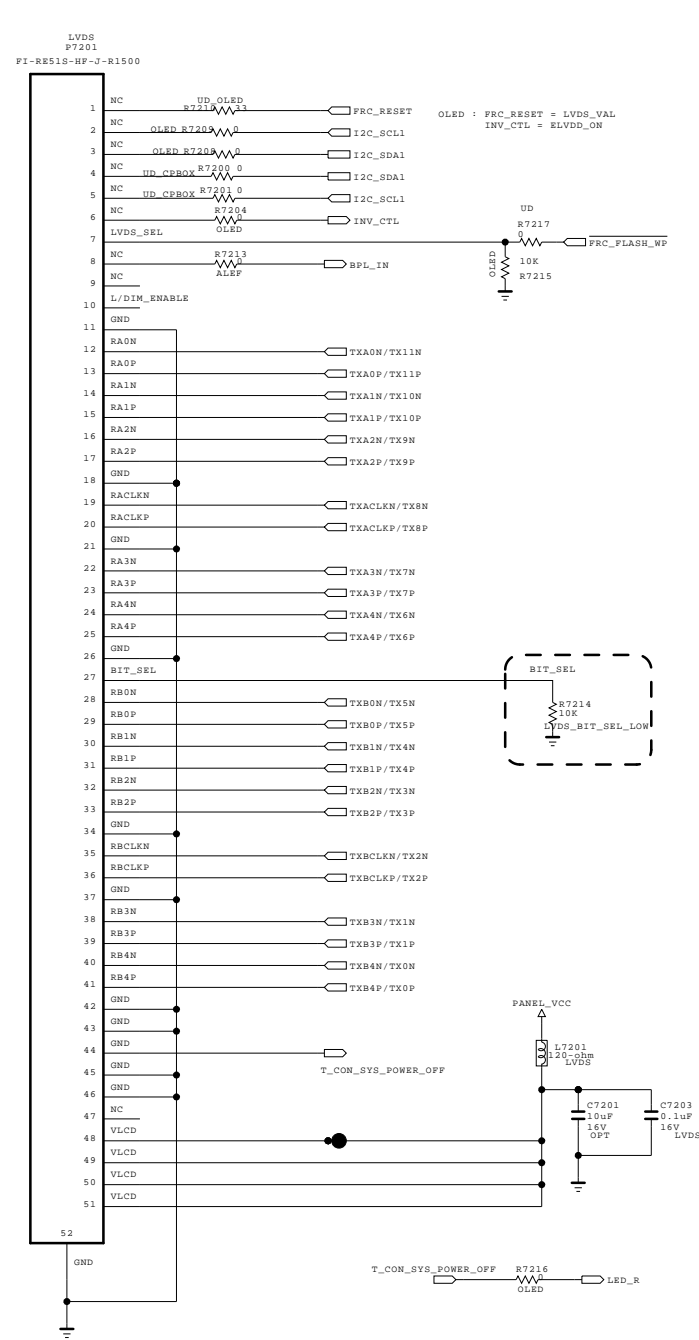 LVDS
P7201
FI-RE51S-HF-J-R1500
1 NC UD_OLED R7210 33 FRC_RESET
OLED : FRC_RESET = LVDS_VAL
INV_CTL = ELVDD_ON
2 NC OLED R7209 0 I2C_SCL1
3 NC OLED R7208 0 I2C_SDA1
4 NC UD_CPBOX R7200 0 I2C_SDA1
5 NC UD_CPBOX R7201 0 I2C_SCL1
6 NC R7204 0 OLED INV_CTL
7 LVDS_SEL
UD
R7217
0
FRC_FLASH_WP
OLED
10K
R7215
8 NC R7213 0 ALEF BPL_IN
9 NC
10 L/DIM_ENABLE
11 GND
12 RA0N TXA0N/TX11N
13 RA0P TXA0P/TX11P
14 RA1N TXA1N/TX10N
15 RA1P TXA1P/TX10P
16 RA2N TXA2N/TX9N
17 RA2P TXA2P/TX9P
18 GND
19 RACLKN TXACLKN/TX8N
20 RACLKP TXACLKP/TX8P
21 GND
22 RA3N TXA3N/TX7N
23 RA3P TXA3P/TX7P
24 RA4N TXA4N/TX6N
25 RA4P TXA4P/TX6P
26 GND
27 BIT_SEL
BIT_SEL
R7214
10K
LVDS_BIT_SEL_LOW
28 RB0N TXB0N/TX5N
29 RB0P TXB0P/TX5P
30 RB1N TXB1N/TX4N
31 RB1P TXB1P/TX4P
32 RB2N TXB2N/TX3N
33 RB2P TXB2P/TX3P
34 GND
35 RBCLKN TXBCLKN/TX2N
36 RBCLKP TXBCLKP/TX2P
37 GND
38 RB3N TXB3N/TX1N
39 RB3P TXB3P/TX1P
40 RB4N TXB4N/TX0N
41 RB4P TXB4P/TX0P
42 GND
43 GND
44 GND
T_CON_SYS_POWER_OFF
45 GND
46 GND
47 NC
48 VLCD
49 VLCD
50 VLCD
51 VLCD
PANEL_VCC
L7201
120-ohm
LVDS
C7201
10uF
16V
OPT
C7203
0.1uF
16V
LVDS
52
GND
T_CON_SYS_POWER_OFF R7216 0 OLED LED_R